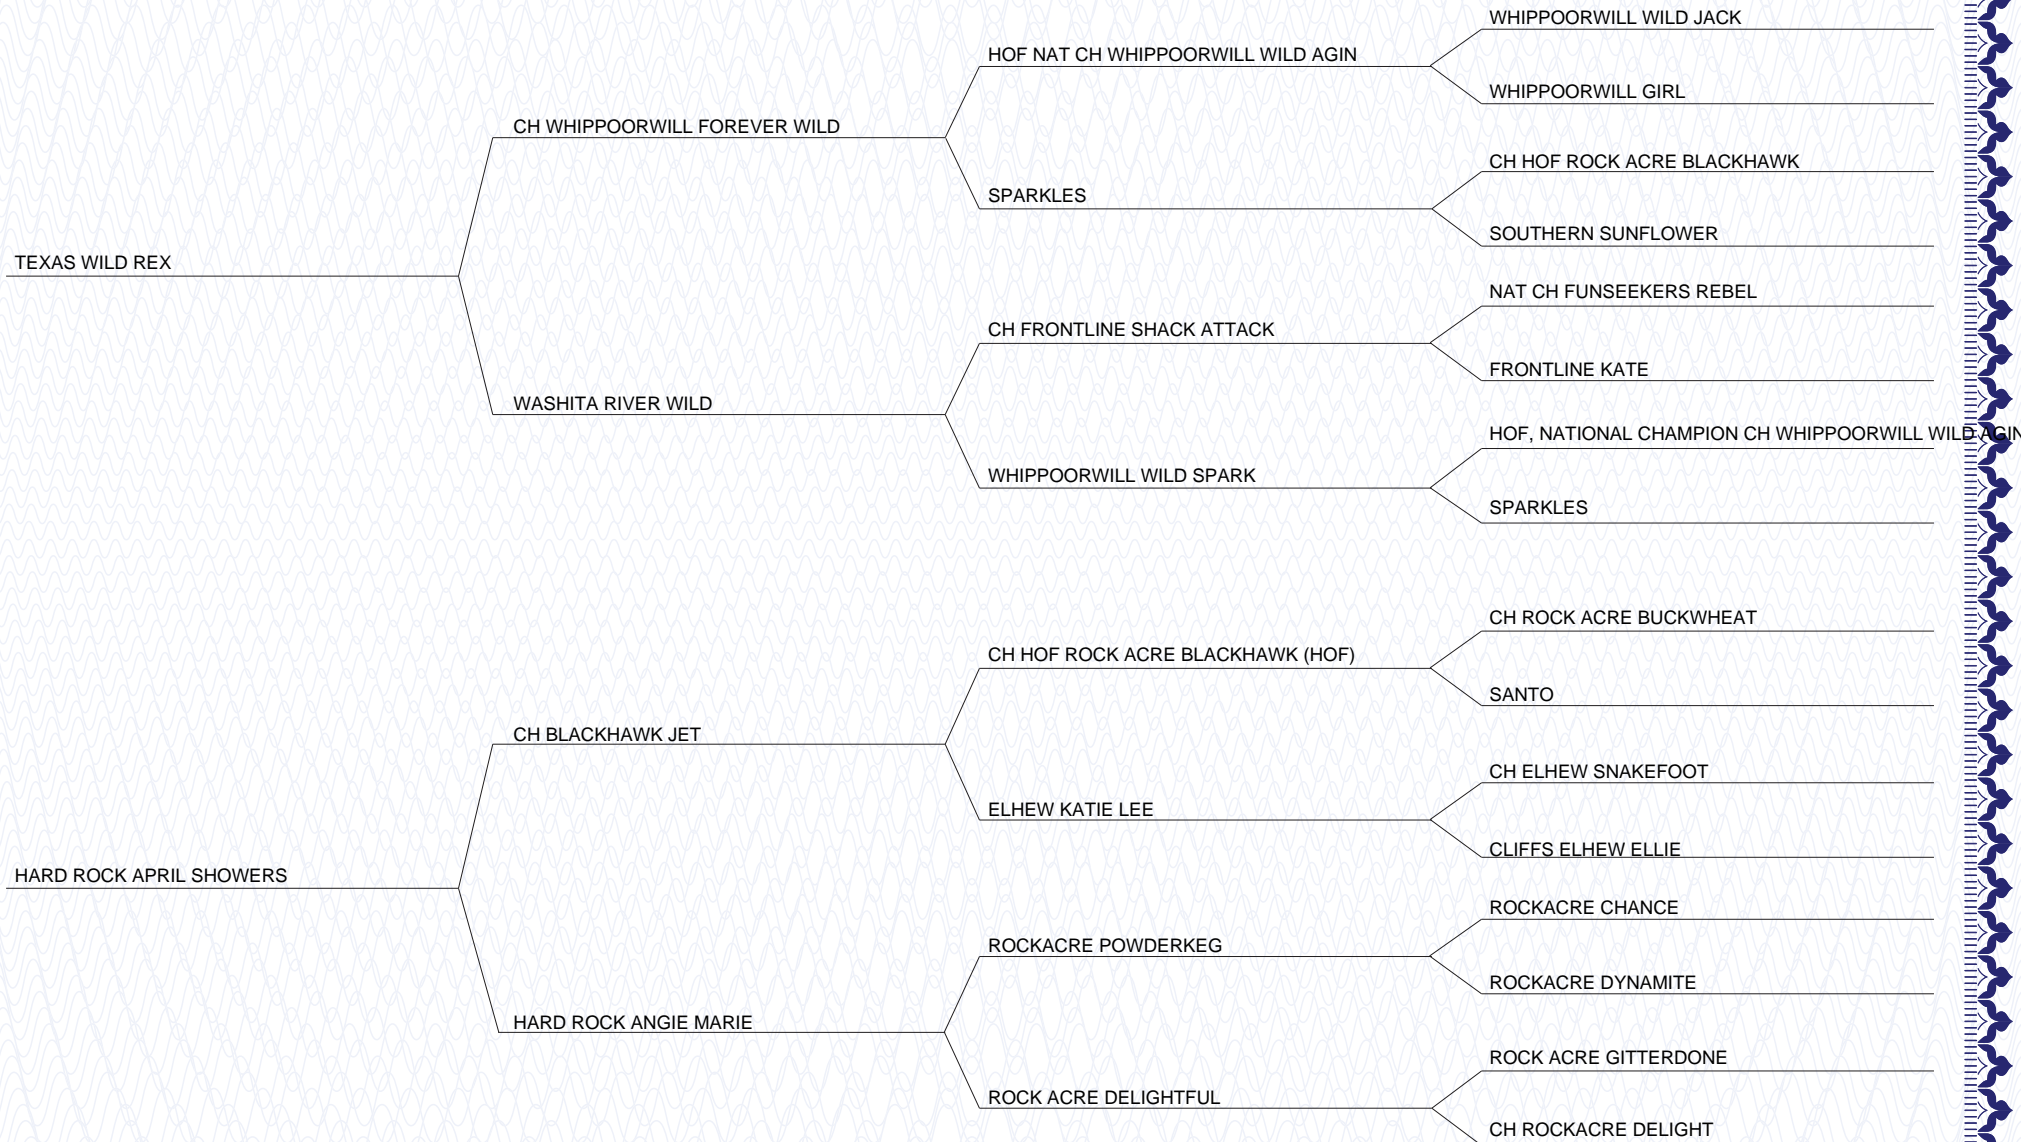 WHIPPOORWILL WILD JACK
HOF NAT CH WHIPPOORWILL WILD AGIN
WHIPPOORWILL GIRL
CH WHIPPOORWILL FOREVER WILD
CH HOF ROCK ACRE BLACKHAWK
SPARKLES
SOUTHERN SUNFLOWER
TEXAS WILD REX
NAT CH FUNSEEKERS REBEL
CH FRONTLINE SHACK ATTACK
FRONTLINE KATE
WASHITA RIVER WILD
HOF, NATIONAL CHAMPION CH WHIPPOORWILL WILD AGIN
WHIPPOORWILL WILD SPARK
SPARKLES
CH ROCK ACRE BUCKWHEAT
CH HOF ROCK ACRE BLACKHAWK (HOF)
SANTO
CH BLACKHAWK JET
CH ELHEW SNAKEFOOT
ELHEW KATIE LEE
CLIFFS ELHEW ELLIE
HARD ROCK APRIL SHOWERS
ROCKACRE CHANCE
ROCKACRE POWDERKEG
ROCKACRE DYNAMITE
HARD ROCK ANGIE MARIE
ROCK ACRE GITTERDONE
ROCK ACRE DELIGHTFUL
CH ROCKACRE DELIGHT